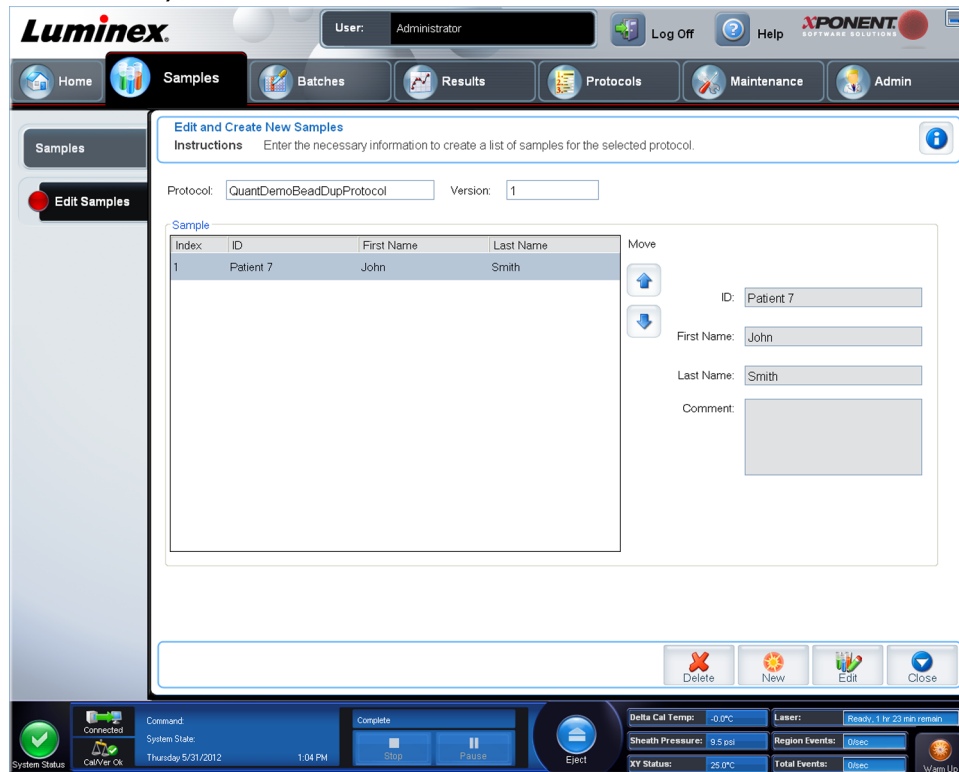 Luminex.
User: Administrator
Log Off
Help
XPONENT.
SOFTWARE SOLUTIONS
Home
Samples
Batches
Results
Protocols
Maintenance
Admin
Samples
Edit Samples
Edit and Create New Samples
Instructions Enter the necessary information to create a list of samples for the selected protocol.
Protocol: QuantDemoBeadDupProtocol Version: 1
Sample
Index ID First Name Last Name
1 Patient 7 John Smith
Move
ID: Patient 7
First Name: John
Last Name: Smith
Comment:
Delete
New
Edit
Close
System Status
Connected
Cal/Ver Ok
Command:
System State:
Thursday 5/31/2012 1:04 PM
Complete
Stop
Pause
Eject
Delta Cal Temp: -0.0°C
Sheath Pressure: 9.5 psi
XY Status: 25.0°C
Laser: Ready, 1 hr 23 min remain
Region Events: 0/sec
Total Events: 0/sec
Warm Up